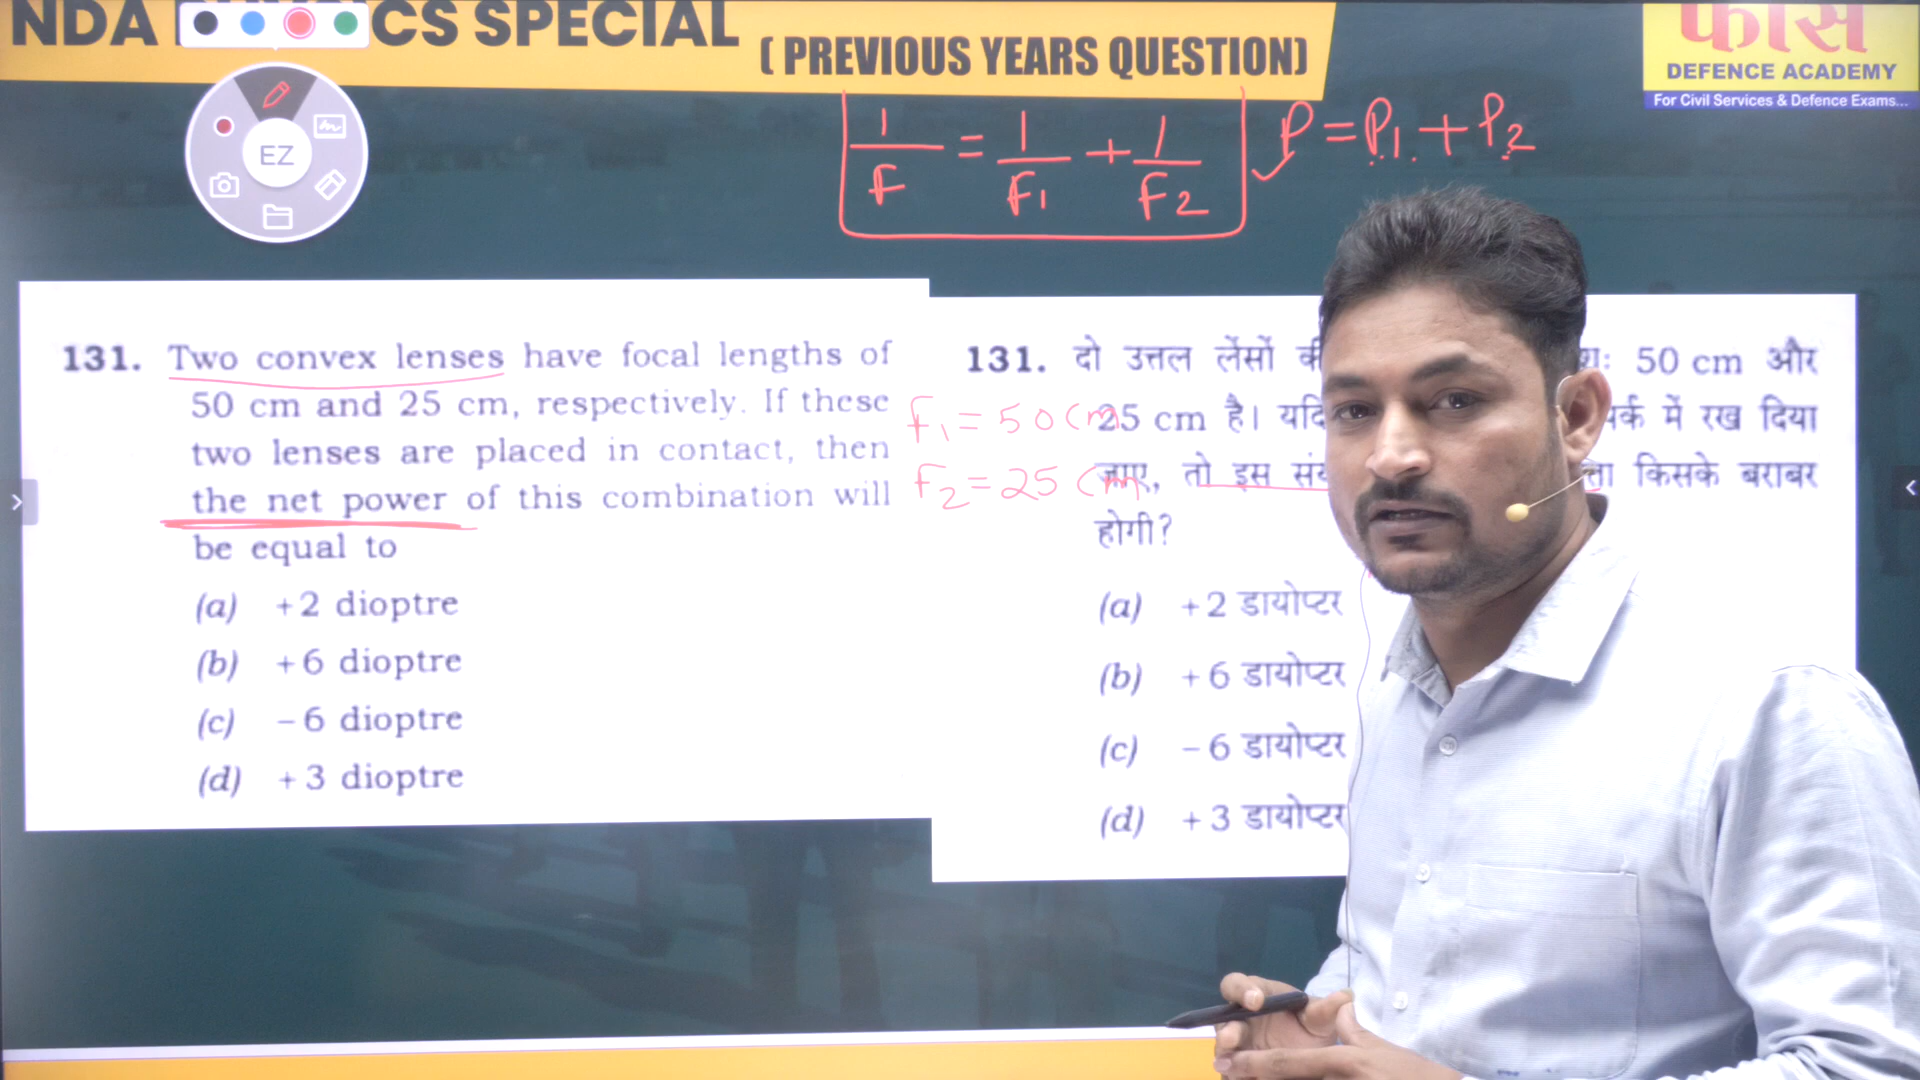 NDA CS SPECIAL ( PREVIOUS YEARS QUESTION)
फोर्स
DEFENCE ACADEMY
For Civil Services & Defence Exams...
EZ
1/F = 1/F1 + 1/F2 P = P1 + P2
131. Two convex lenses have focal lengths of
50 cm and 25 cm, respectively. If these
two lenses are placed in contact, then
the net power of this combination will
be equal to
(a) +2 dioptre
(b) +6 dioptre
(c) –6 dioptre
(d) +3 dioptre
F1 = 50 cm
F2 = 25 cm
131. दो उत्तल लेंसों 50 cm और
25 cm है। यदि में रख दिया
जाए, तो इस किसके बराबर
होगी?
(a) +2 डायोप्टर
(b) +6 डायोप्टर
(c) –6 डायोप्टर
(d) +3 डायोप्टर